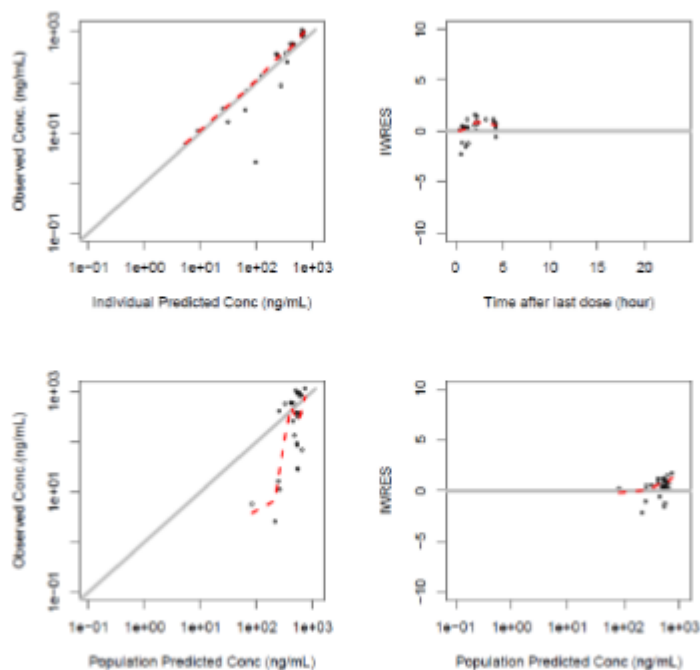 Observed Conc. (ng/mL)
1e+03
1e+01
1e-01
1e-01 1e+00 1e+01 1e+02 1e+03
Individual Predicted Conc (ng/mL)
IWRES
10
5
0
-5
-10
0 5 10 15 20
Time after last dose (hour)
Observed Conc.(ng/mL)
1e+03
1e+01
1e-01
1e-01 1e+00 1e+01 1e+02 1e+03
Population Predicted Conc (ng/mL)
IWRES
10
5
0
-5
-10
1e-01 1e+00 1e+02 1e+03
Population Predicted Conc (ng/mL)